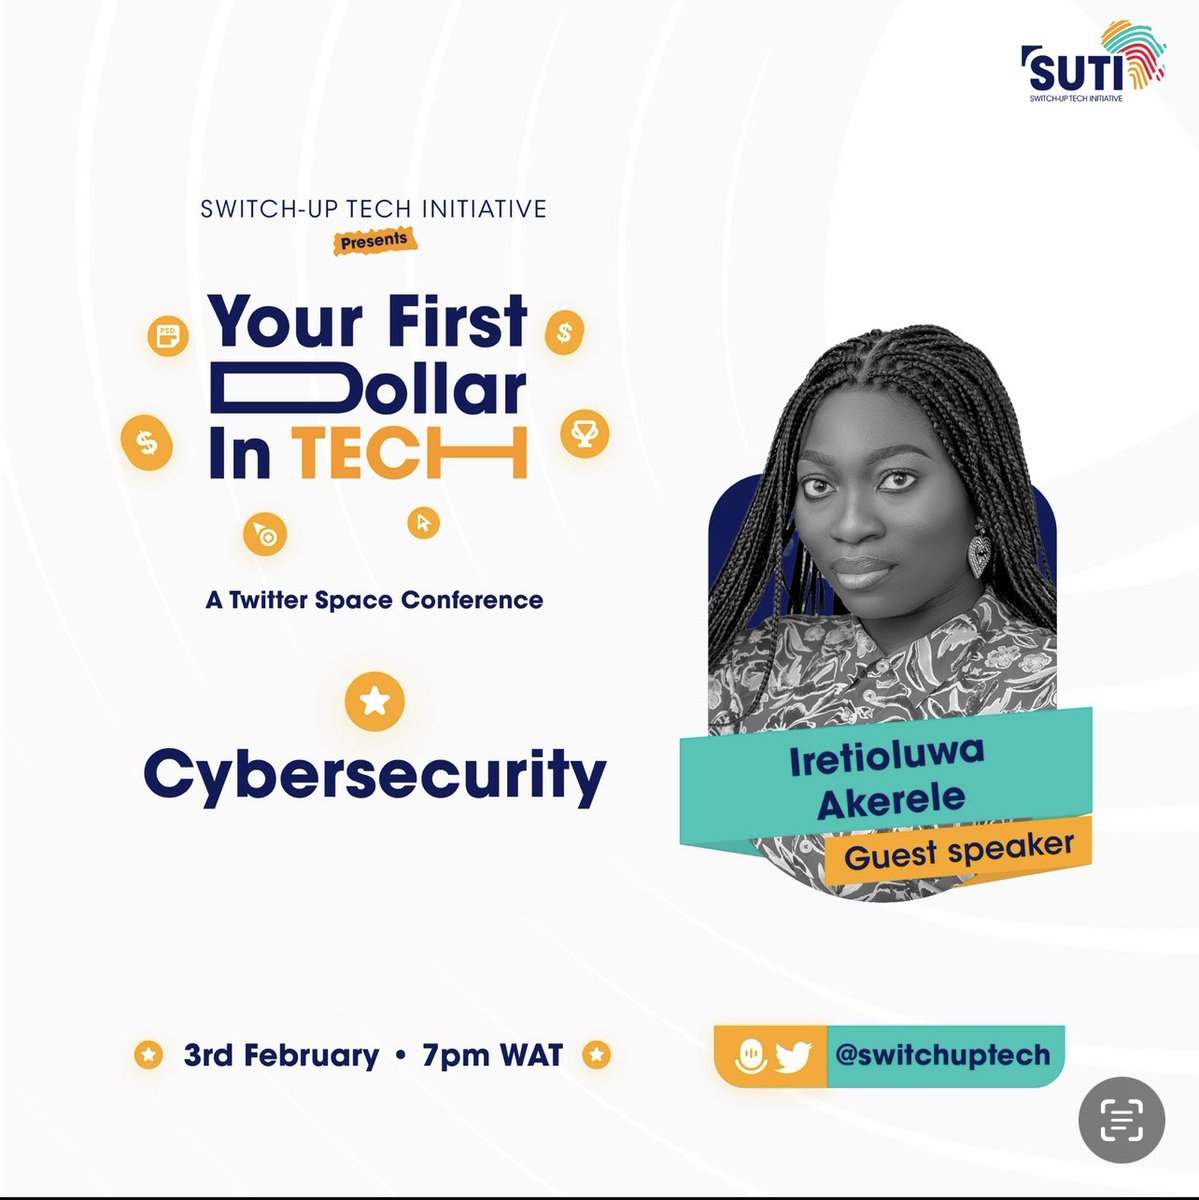 SUTI
SWITCH-UP TECH INITIATIVE
SWITCH-UP TECH INITIATIVE
Presents
Your First
Dollar
In TECH
PSD
$
$
A Twitter Space Conference
Cybersecurity
Iretioluwa
Akerele
Guest speaker
3rd February • 7pm WAT
@switchuptech